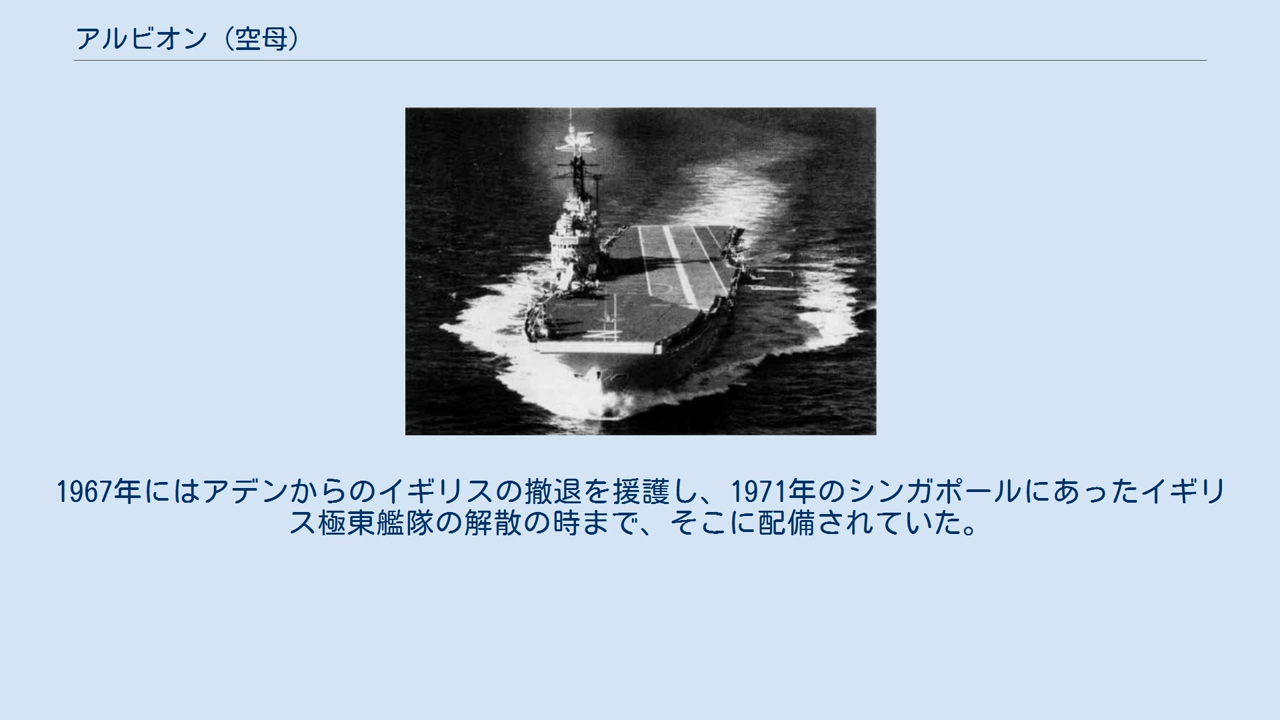 アルビオン（空母）
1967年にはアデンからのイギリスの撤退を援護し、1971年のシンガポールにあったイギリ
ス極東艦隊の解散の時まで、そこに配備されていた。